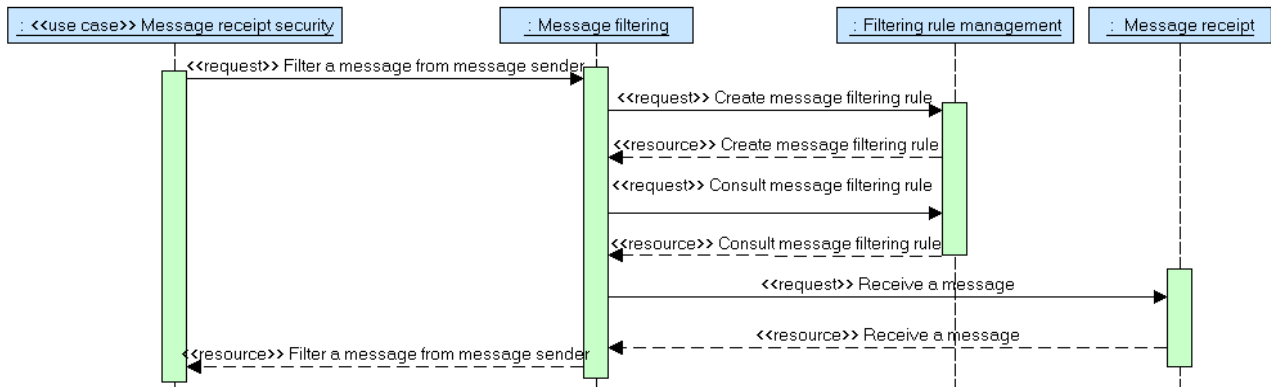 : <<use case>> Message receipt security
: Message filtering
: Filtering rule management
: Message receipt
<<request>> Filter a message from message sender
<<request>> Create message filtering rule
<<resource>> Create message filtering rule
<<request>> Consult message filtering rule
<<resource>> Consult message filtering rule
<<request>> Receive a message
<<resource>> Receive a message
<<resource>> Filter a message from message sender